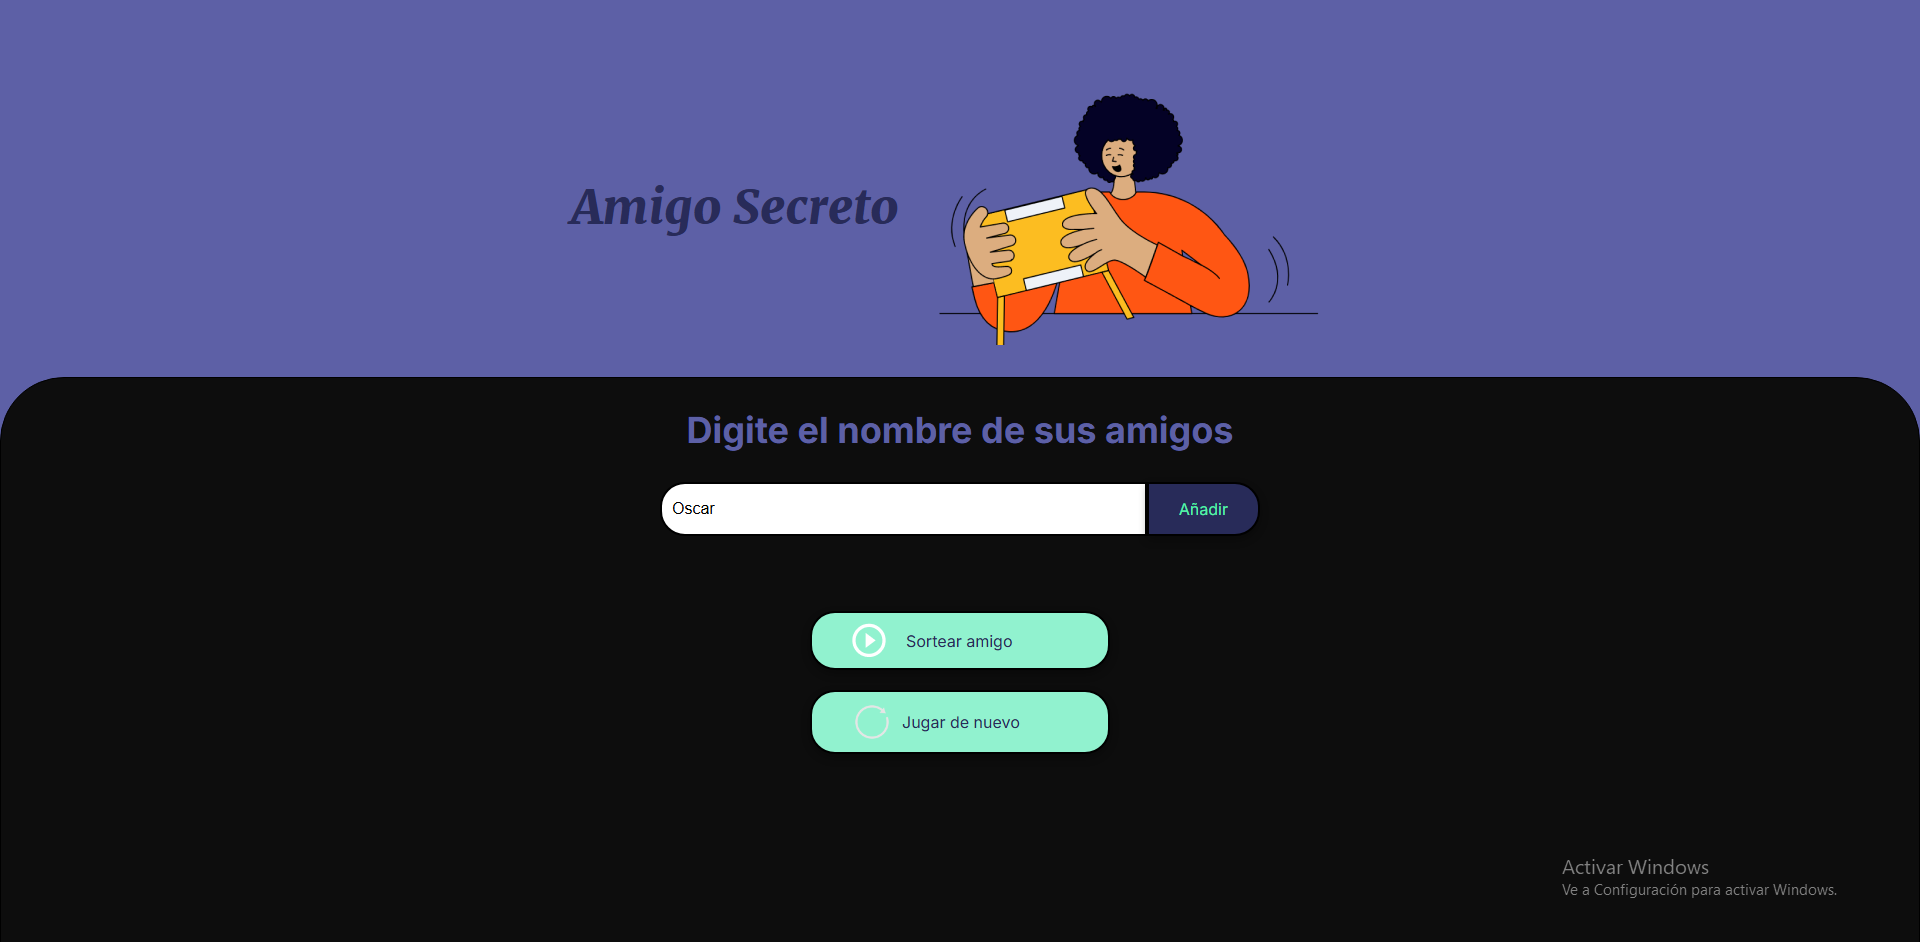 Amigo Secreto
Digite el nombre de sus amigos
Oscar
Añadir
Sortear amigo
Jugar de nuevo
Activar Windows
Ve a Configuración para activar Windows.